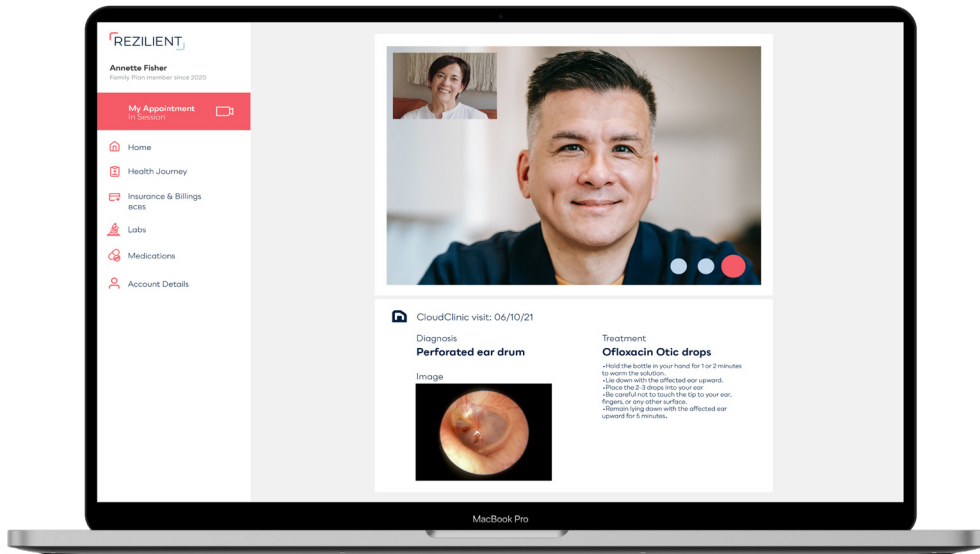 REZILIENT
Annette Fisher
Family Plan member since 2020
My Appointment
In Session
Home
Health Journey
Insurance & Billings
BCBS
Labs
Medications
Account Details
CloudClinic visit: 06/10/21
Diagnosis
Perforated ear drum
Image
Treatment
Ofloxacin Otic drops
•Hold the bottle in your hand for 1 or 2 minutes
to warm the solution.
•Lie down with the affected ear upward.
•Place the 2-3 drops into your ear
•Be careful not to touch the tip to your ear,
fingers, or any other surface.
•Remain lying down with the affected ear
upward for 5 minutes.
MacBook Pro